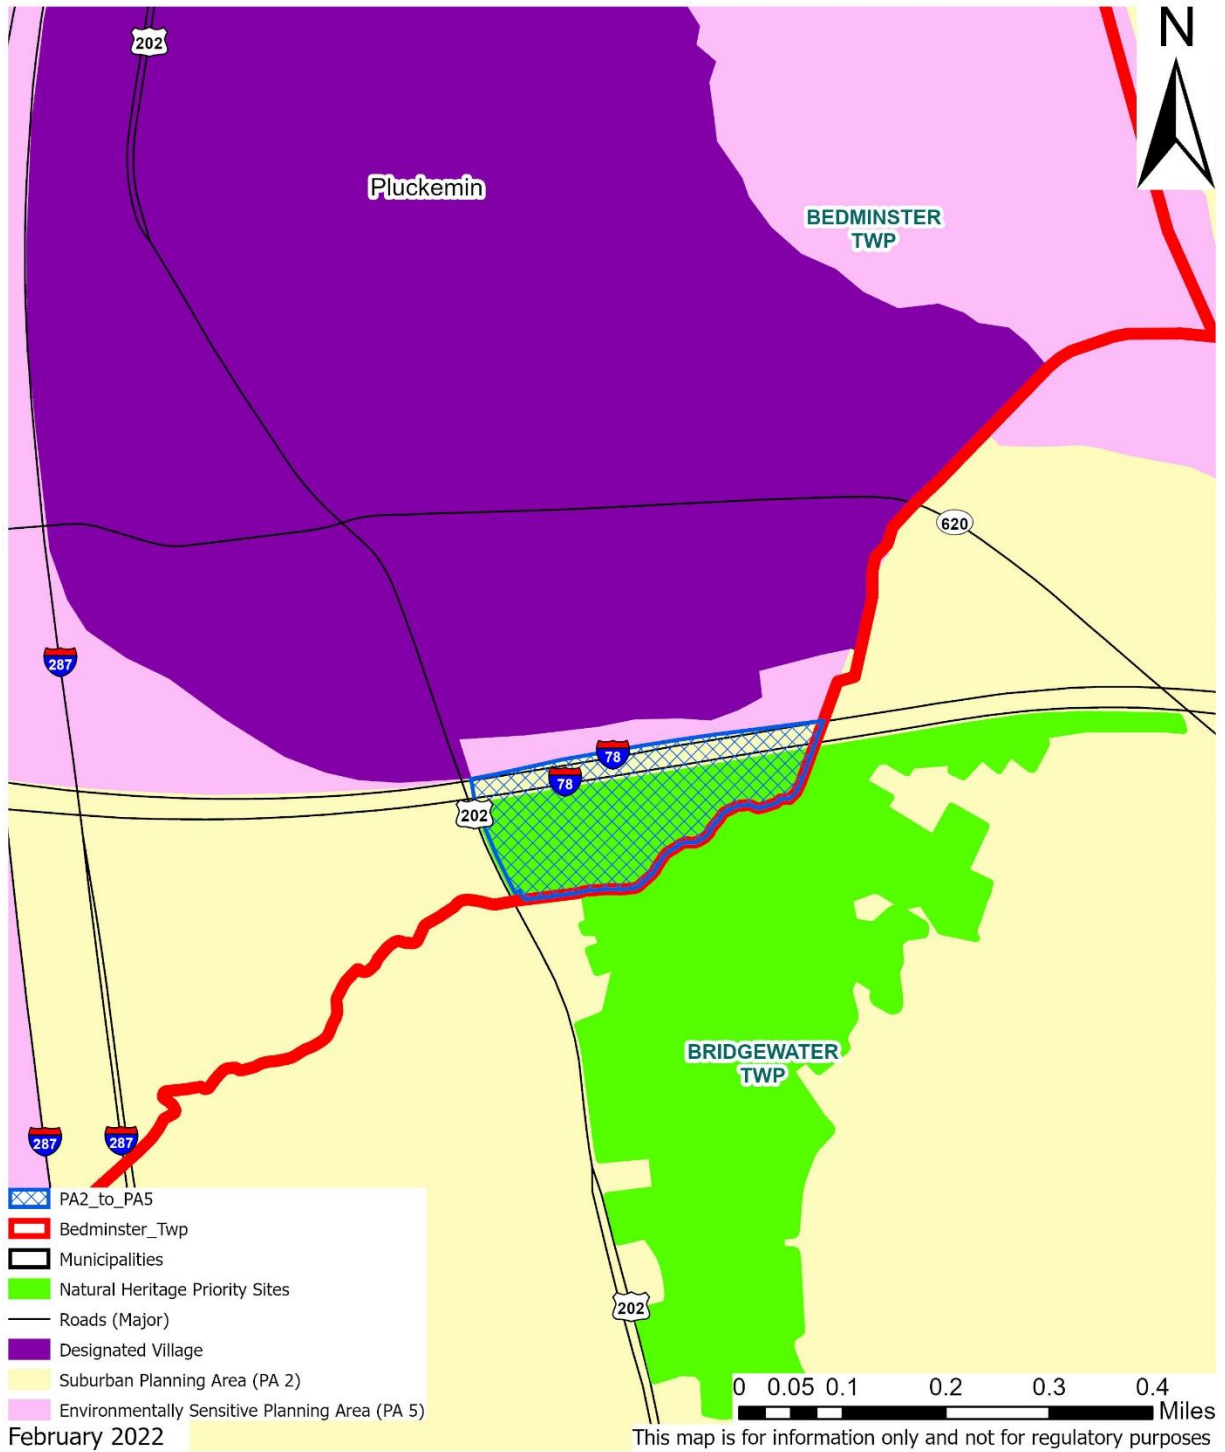 N
202
Pluckemin
BEDMINSTER
TWP
620
287
78
78
202
BRIDGEWATER
TWP
287
287
202
PA2_to_PA5
Bedminster_Twp
Municipalities
Natural Heritage Priority Sites
Roads (Major)
Designated Village
Suburban Planning Area (PA 2)
Environmentally Sensitive Planning Area (PA 5)
0 0.05 0.1 0.2 0.3 0.4
Miles
February 2022
This map is for information only and not for regulatory purposes